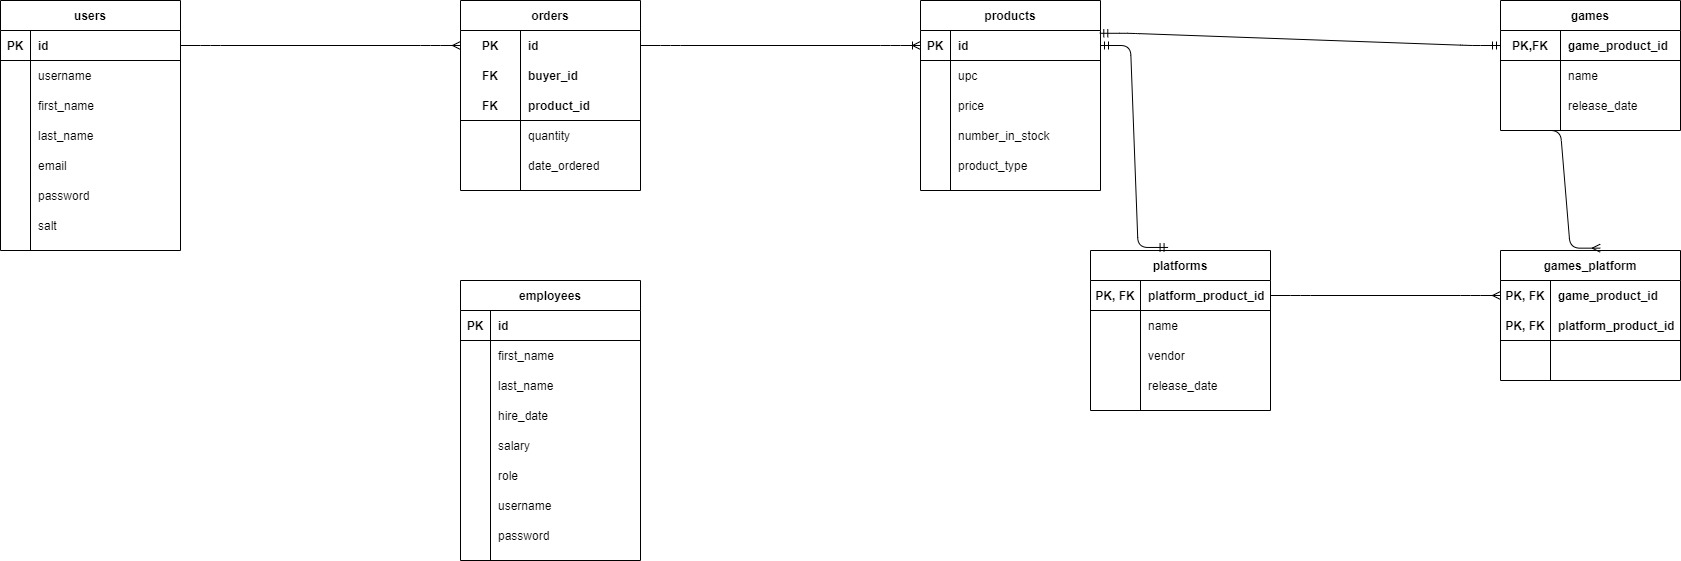 users
PK id
username
first_name
last_name
email
password
salt
orders
PK id
FK buyer_id
FK product_id
quantity
date_ordered
products
PK id
upc
price
number_in_stock
product_type
games
PK,FK game_product_id
name
release_date
employees
PK id
first_name
last_name
hire_date
salary
role
username
password
platforms
PK, FK platform_product_id
name
vendor
release_date
games_platform
PK, FK game_product_id
PK, FK platform_product_id